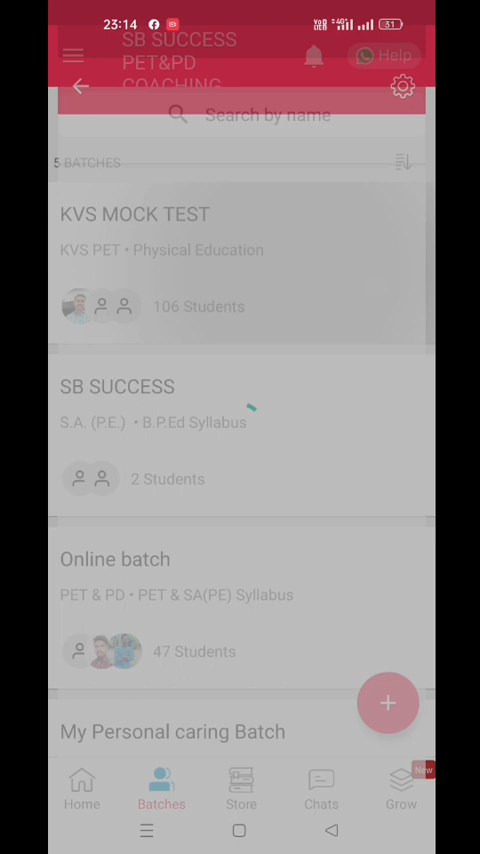 23:14
31
SB SUCCESS
PET&PD
COACHING
Help
Search by name
5 BATCHES
KVS MOCK TEST
KVS PET • Physical Education
106 Students
SB SUCCESS
S.A. (P.E.) • B.P.Ed Syllabus
2 Students
Online batch
PET & PD • PET & SA(PE) Syllabus
47 Students
My Personal caring Batch
New
Home
Batches
Store
Chats
Grow